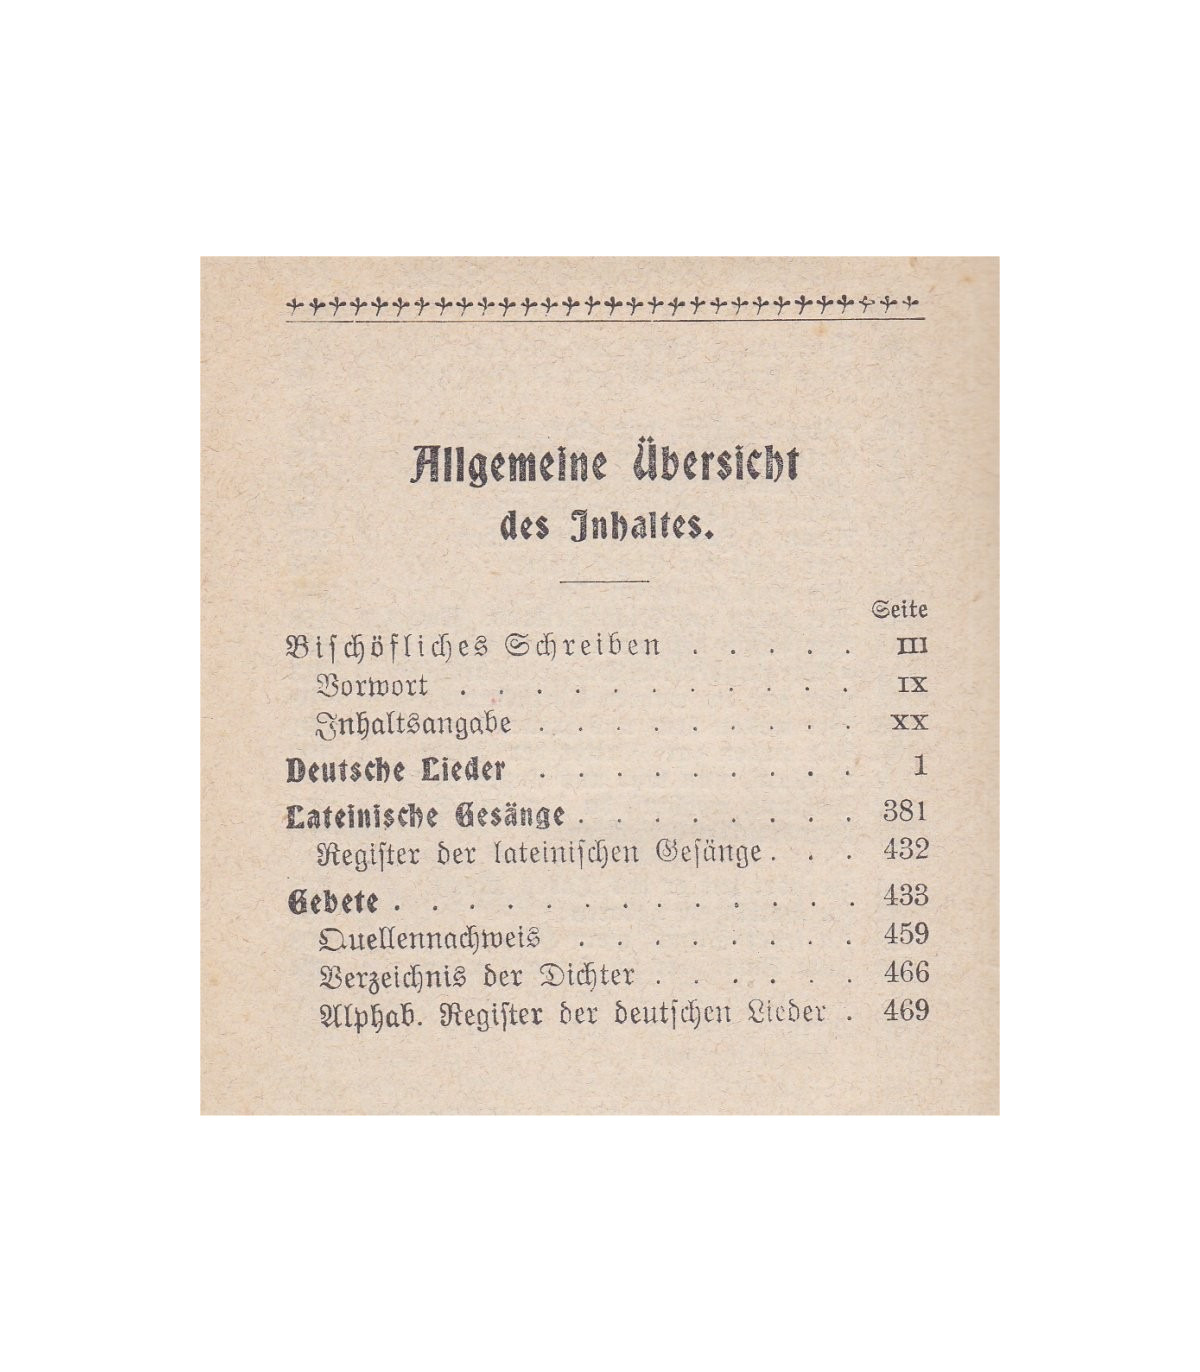 Allgemeine Übersicht
des Inhaltes.
Seite
Bischöfliches Schreiben . . . . . III
Vorwort . . . . . . . . . . . IX
Inhaltsangabe . . . . . . . . . XX
Deutsche Lieder . . . . . . . . . 1
Lateinische Gesänge . . . . . . . . 381
Regiſter der lateiniſchen Geſänge . . . 432
Gebete . . . . . . . . . . . . . 433
Quellennachweis . . . . . . . . 459
Verzeichnis der Dichter . . . . . . 466
Alphab. Regiſter der deutſchen Lieder . 469